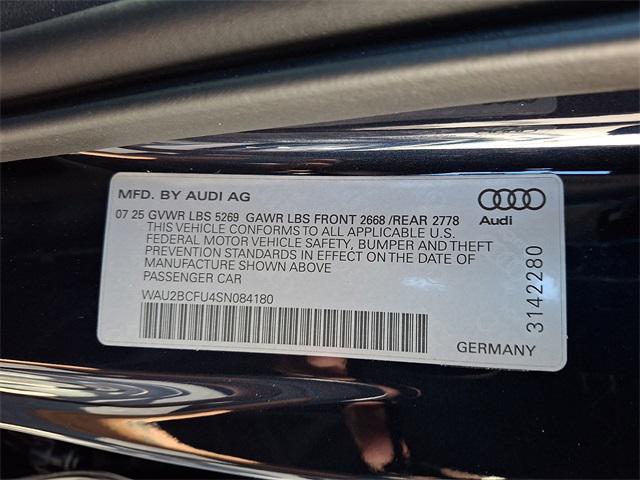 MFD. BY AUDI AG
07 25 GVWR LBS 5269 GAWR LBS FRONT 2668 /REAR 2778
THIS VEHICLE CONFORMS TO ALL APPLICABLE U.S.
FEDERAL MOTOR VEHICLE SAFETY, BUMPER AND THEFT
PREVENTION STANDARDS IN EFFECT ON THE DATE OF
MANUFACTURE SHOWN ABOVE
PASSENGER CAR
WAU2BCFU4SN084180
Audi
3142280
GERMANY